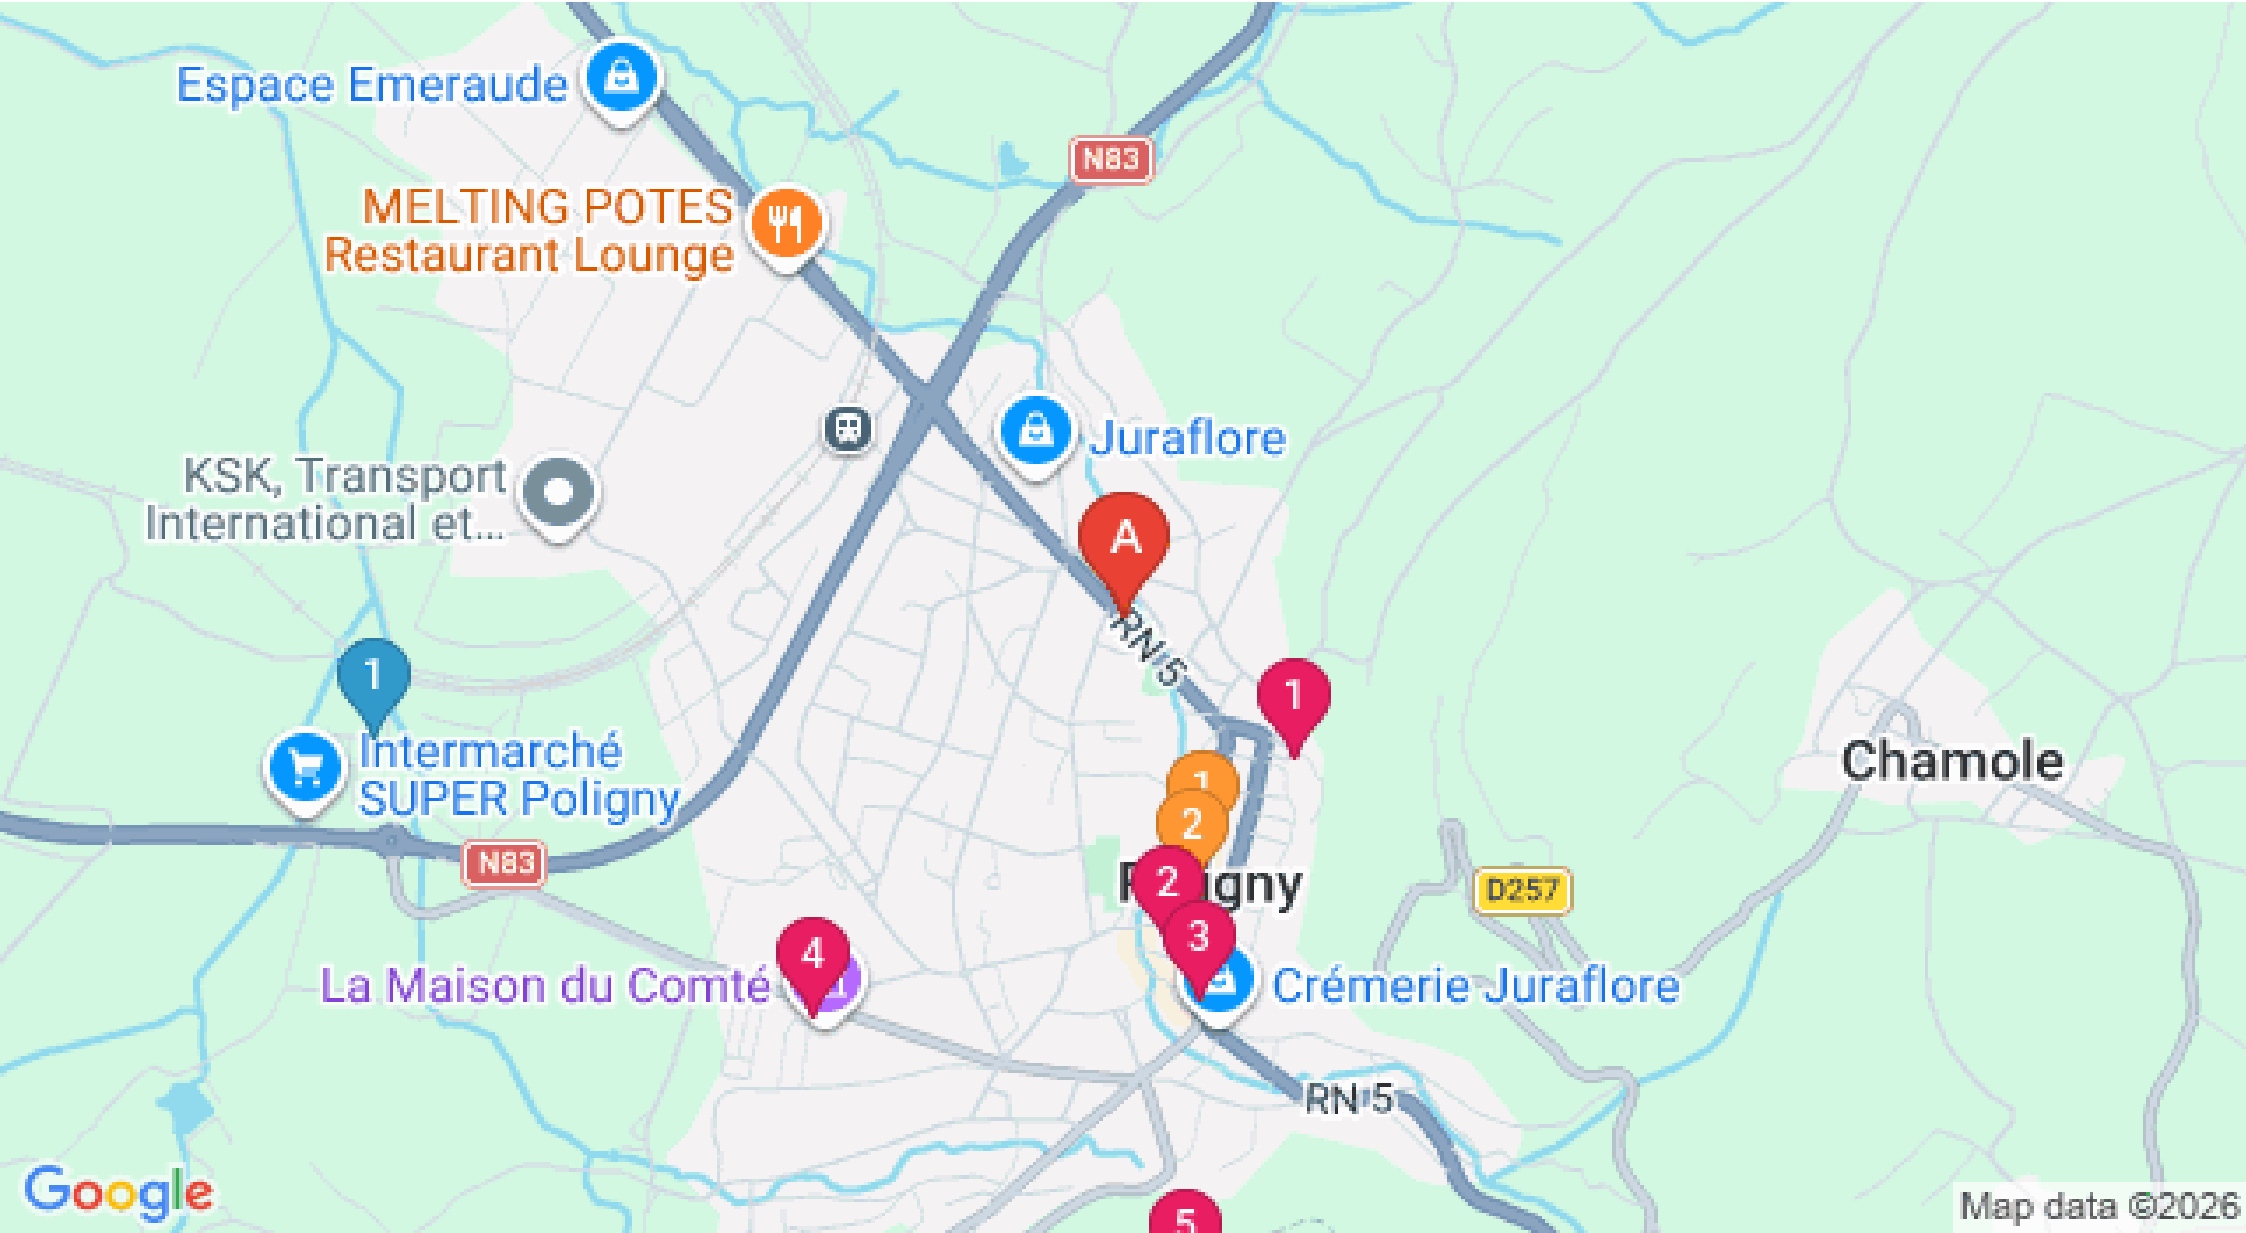 Espace Emeraude
N83
MELTING POTES
Restaurant Lounge
Juraflore
KSK, Transport
International et...
A
RN 5
1
1
Intermarché
SUPER Poligny
Chamole
1
2
N83
2
gny
D257
3
4
La Maison du Comté
Crémerie Juraflore
RN 5
5
Google
Map data ©2026